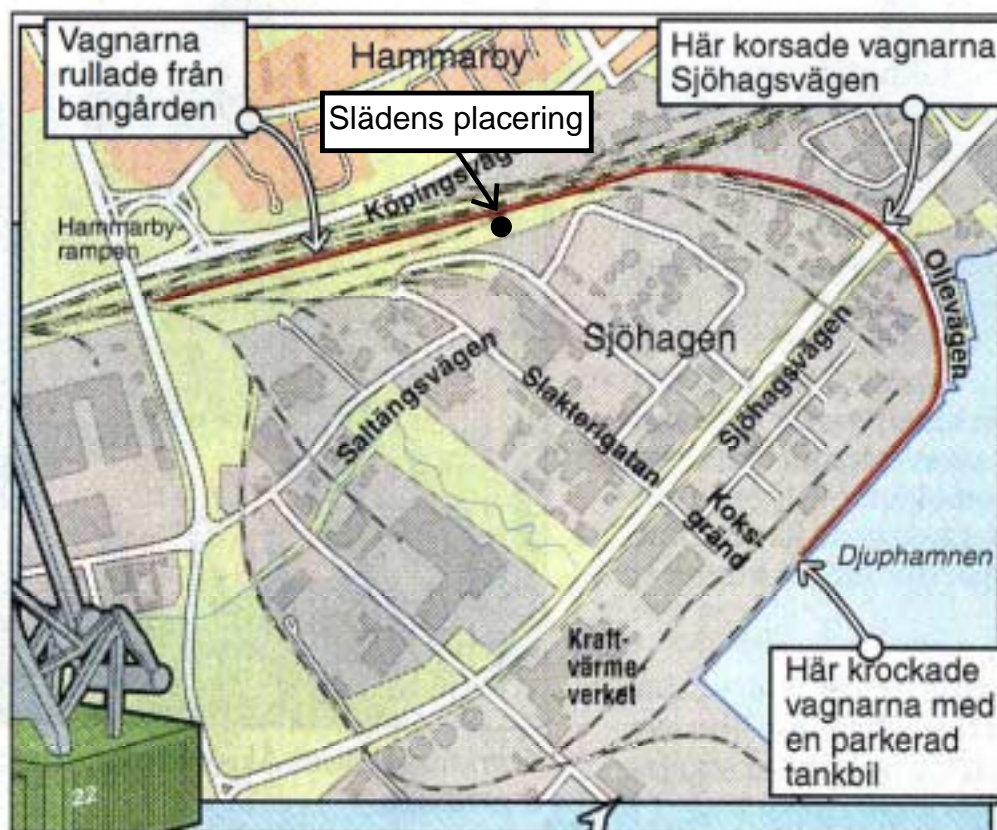 Vagnarna
rullade från
bangården
Hammarby
Här korsade vagnarna
Sjöhagsvägen
Slädens placering
Köpingsväg
Hammarby-
rampen
Oljevägen
Sjöhagen
Sjöhagsvägen
Saltängsvägen
Slakterigatan
Koks-
gränd
Djuphamnen
Kraft-
värme-
verket
Här krockade
vagnarna med
en parkerad
tankbil
22